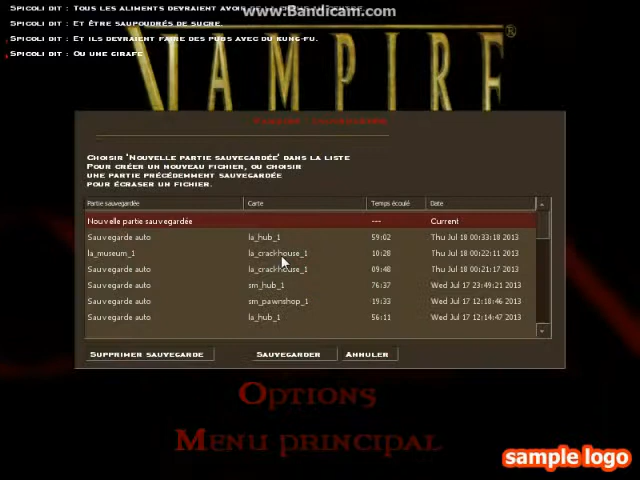 www.Bandicam.com
Spicoli dit : Tous les aliments devraient avoir
Spicoli dit : Et être saupoudrés de sucre.
Spicoli dit : Et ils devraient faire des pubs avec du kung-fu.
Spicoli dit : Ou une girafe
VAMPIRE®
Choisir 'Nouvelle partie sauvegardée' dans la liste
Pour créer un nouveau fichier, ou choisir
une partie précédemment sauvegardée
pour écraser un fichier.
Partie sauvegardée Carte Temps écoulé Date
Nouvelle partie sauvegardée --- Current
Sauvegarde auto la_hub_1 59:02 Thu Jul 18 00:33:18 2013
la_museum_1 la_crackhouse_1 10:28 Thu Jul 18 00:22:11 2013
Sauvegarde auto la_crackhouse_1 09:48 Thu Jul 18 00:21:17 2013
Sauvegarde auto sm_hub_1 76:37 Wed Jul 17 23:49:21 2013
Sauvegarde auto sm_pawnshop_1 19:33 Wed Jul 17 12:18:46 2013
Sauvegarde auto la_hub_1 56:11 Wed Jul 17 12:14:47 2013
Supprimer sauvegarde Sauvegarder Annuler
Options
Menu principal
sample logo